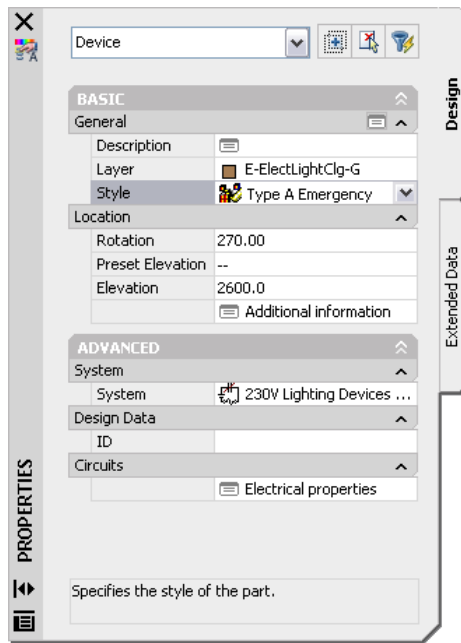 Device
BASIC
General
Description
Layer E-ElectLightClg-G
Style Type A Emergency
Location
Rotation 270.00
Preset Elevation --
Elevation 2600.0
Additional information
ADVANCED
System
System 230V Lighting Devices ...
Design Data
ID
Circuits
Electrical properties
Specifies the style of the part.
PROPERTIES
Design
Extended Data